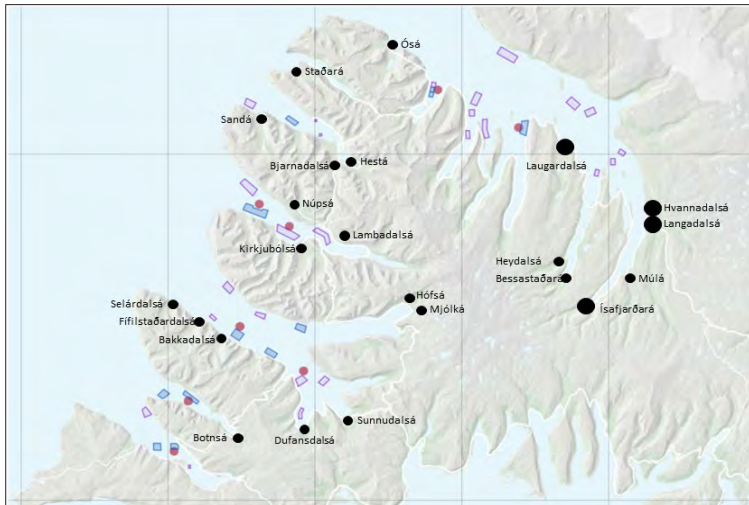 Ósá
Staðará
Sandá
Bjarnadalsá
Hestá
Laugardalsá
Núpsá
Hvannadalsá
Langadalsá
Lambadalsá
Kirkjubólsá
Heydalsá
Bessastaðará
Múlá
Selárdalsá
Hófsá
Mjólká
Ísafjarðará
Fífilstaðardalsá
Bakkadalsá
Sunnudalsá
Botnsá
Dufansdalsá